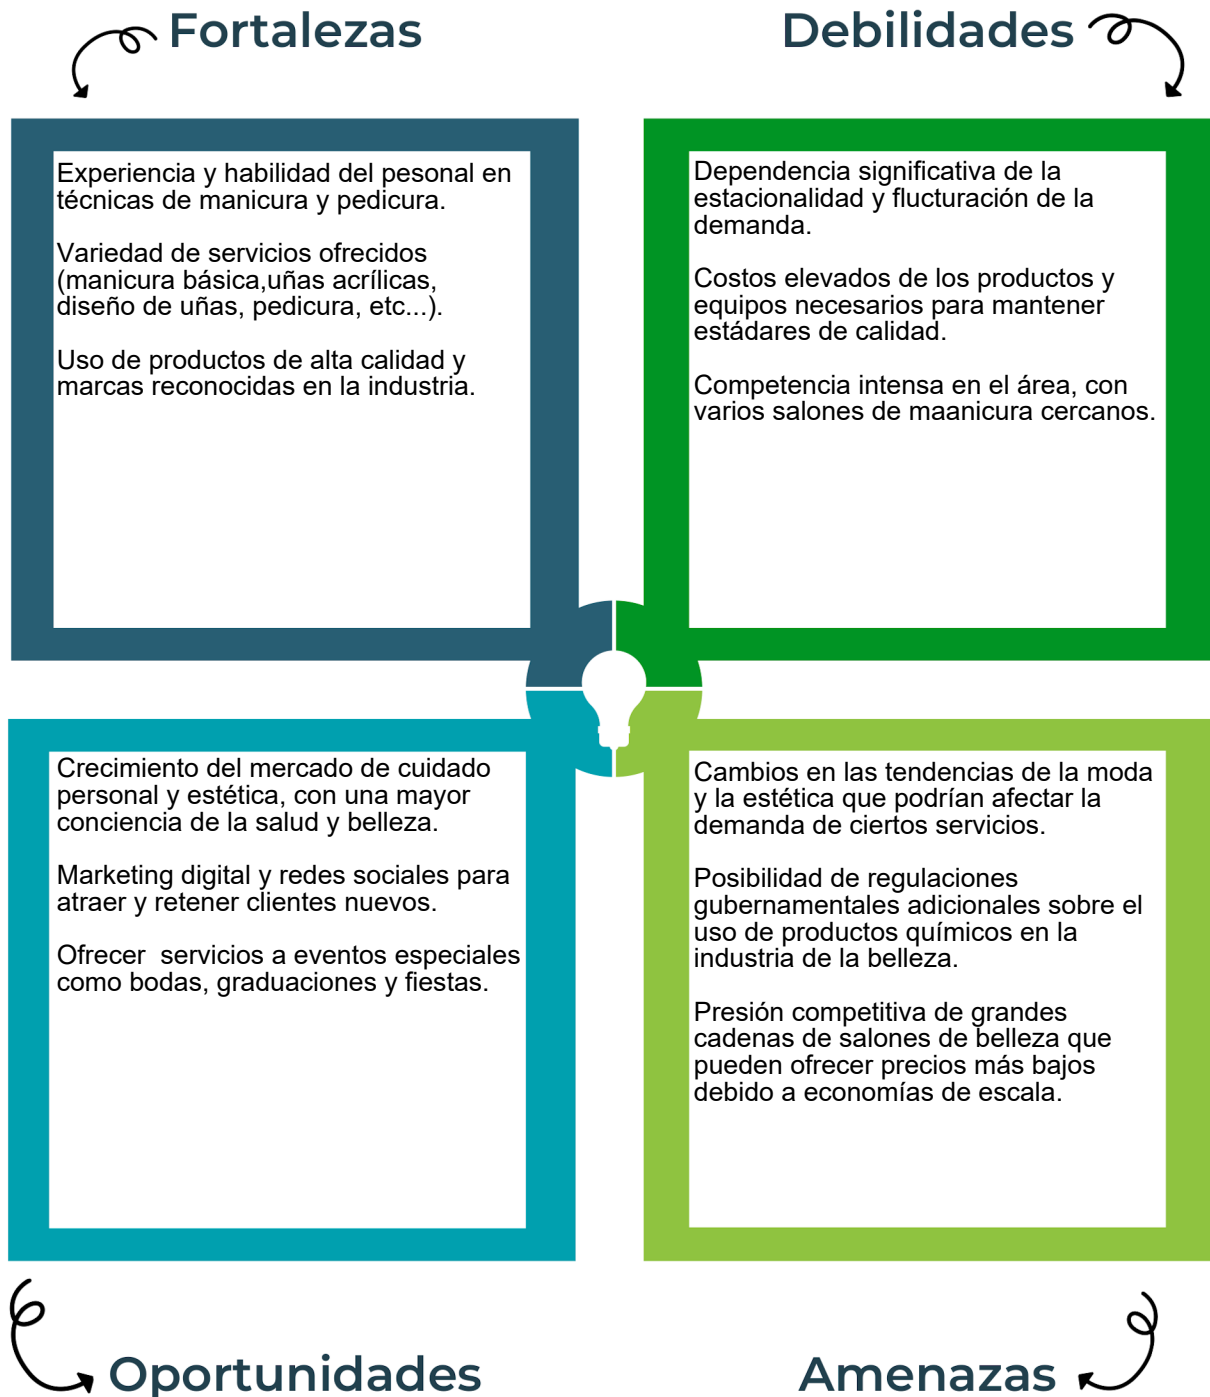 Fortalezas
Experiencia y habilidad del pesonal en
técnicas de manicura y pedicura.
Variedad de servicios ofrecidos
(manicura básica,uñas acrílicas,
diseño de uñas, pedicura, etc...).
Uso de productos de alta calidad y
marcas reconocidas en la industria.
Debilidades
Dependencia significativa de la
estacionalidad y flucturación de la
demanda.
Costos elevados de los productos y
equipos necesarios para mantener
estádares de calidad.
Competencia intensa en el área, con
varios salones de maanicura cercanos.
Crecimiento del mercado de cuidado
personal y estética, con una mayor
conciencia de la salud y belleza.
Marketing digital y redes sociales para
atraer y retener clientes nuevos.
Ofrecer  servicios a eventos especiales
como bodas, graduaciones y fiestas.
Oportunidades
Cambios en las tendencias de la moda
y la estética que podrían afectar la
demanda de ciertos servicios.
Posibilidad de regulaciones
gubernamentales adicionales sobre el
uso de productos químicos en la
industria de la belleza.
Presión competitiva de grandes
cadenas de salones de belleza que
pueden ofrecer precios más bajos
debido a economías de escala.
Amenazas